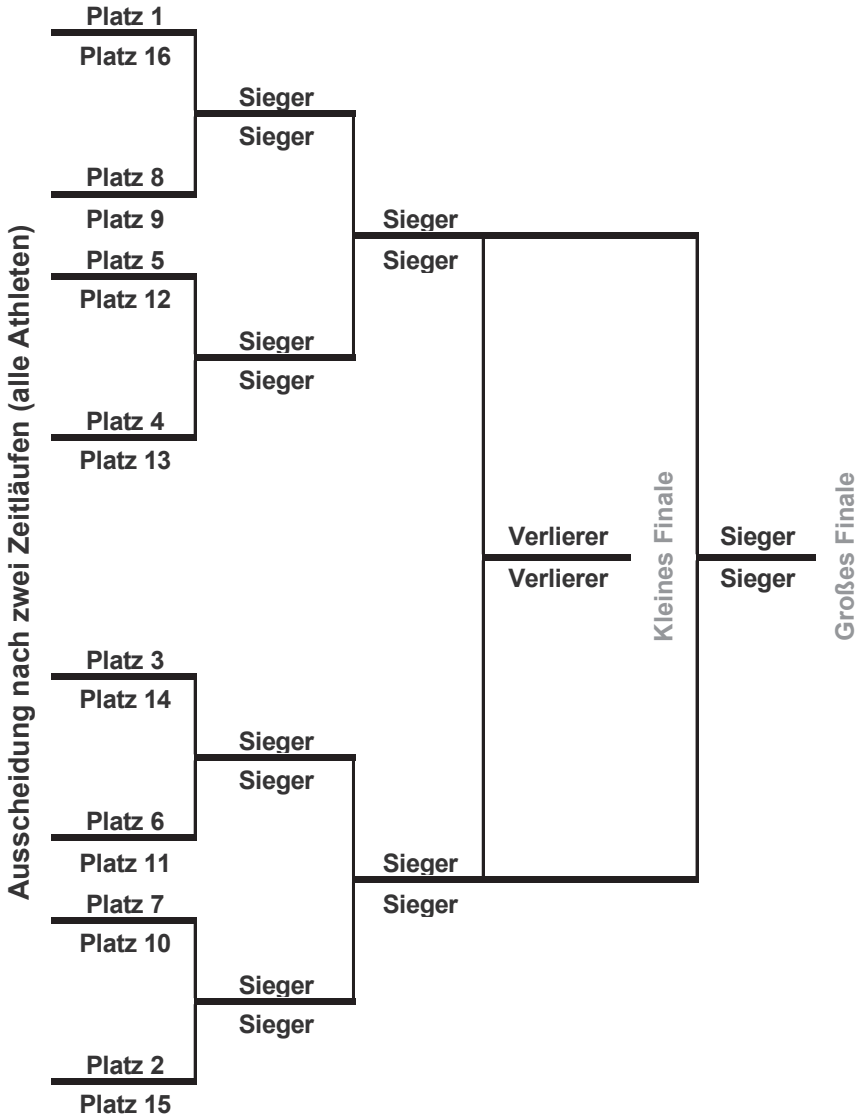 Ausscheidung nach zwei Zeitläufen (alle Athleten)
Platz 1
Platz 16
Platz 8
Platz 9
Platz 5
Platz 12
Platz 4
Platz 13
Platz 3
Platz 14
Platz 6
Platz 11
Platz 7
Platz 10
Platz 2
Platz 15
Sieger
Sieger
Sieger
Sieger
Sieger
Sieger
Sieger
Sieger
Sieger
Sieger
Sieger
Sieger
Verlierer
Verlierer
Kleines Finale
Sieger
Sieger
Großes Finale